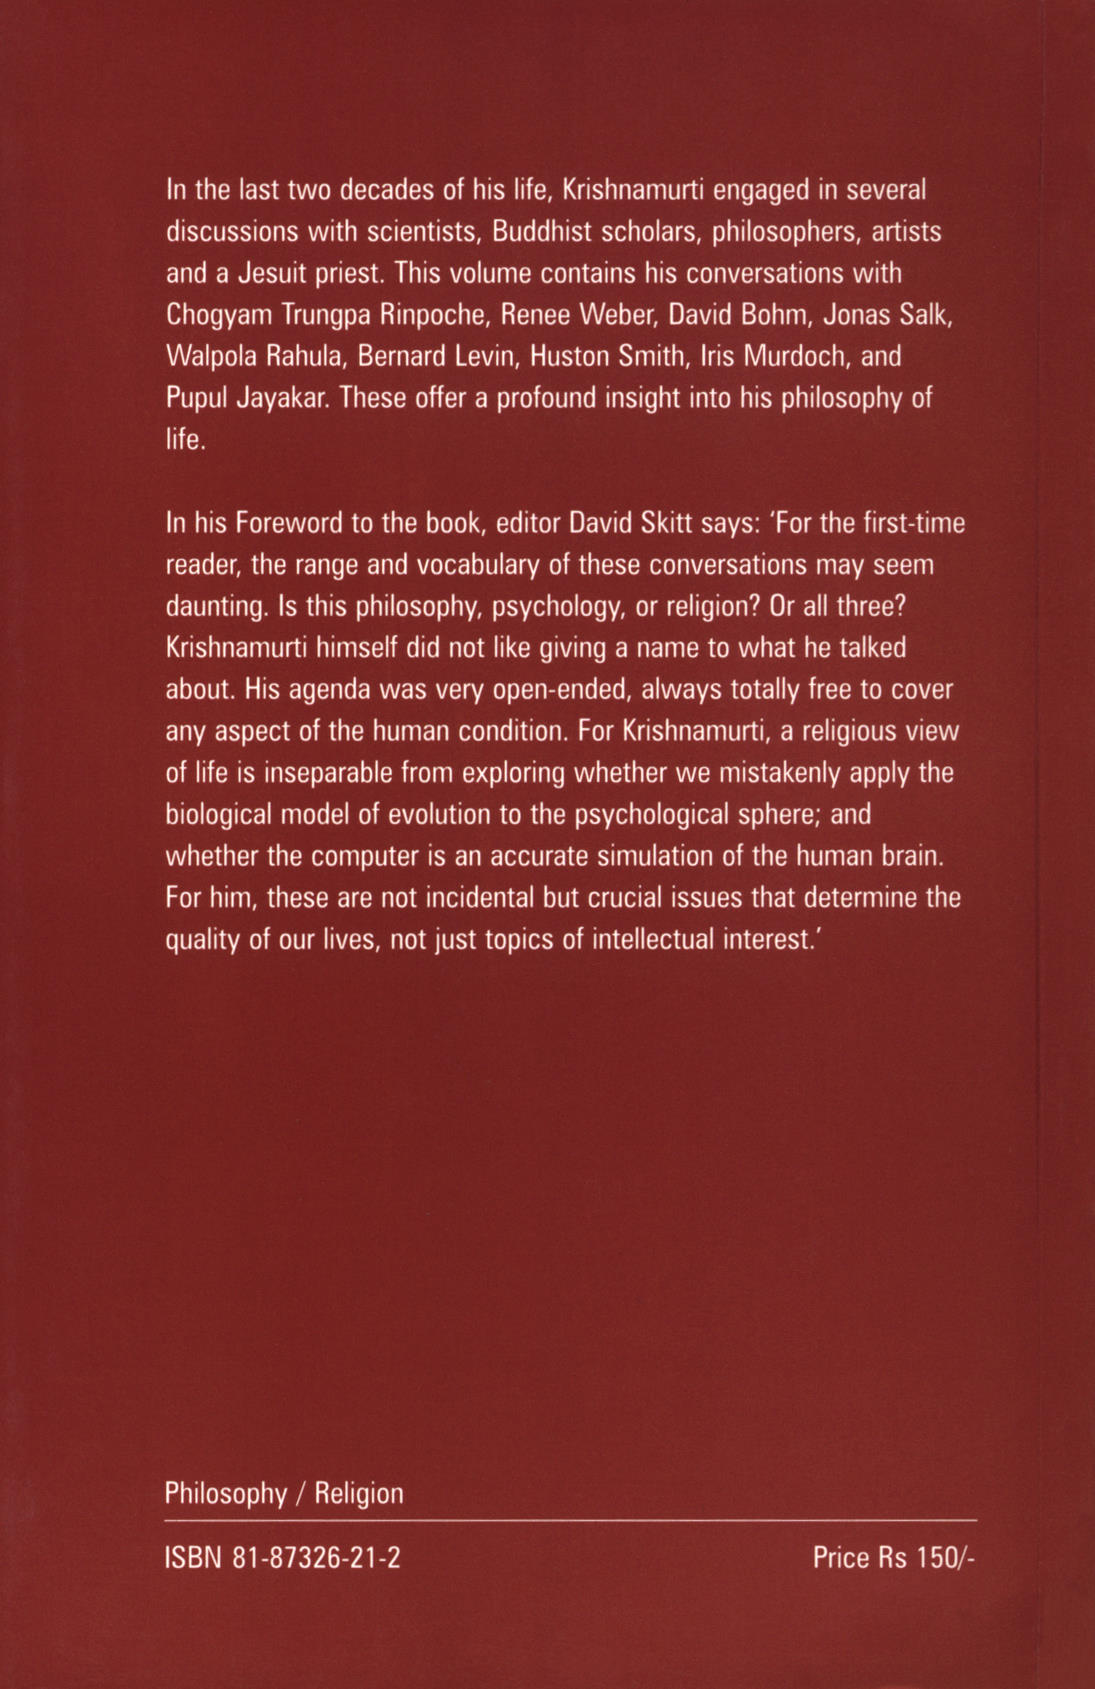 In the last two decades of his life, Krishnamurti engaged in several
discussions with scientists, Buddhist scholars, philosophers, artists
and a Jesuit priest. This volume contains his conversations with
Chogyam Trungpa Rinpoche, Renee Weber, David Bohm, Jonas Salk,
Walpola Rahula, Bernard Levin, Huston Smith, Iris Murdoch, and
Pupul Jayakar. These offer a profound insight into his philosophy of
life.
In his Foreword to the book, editor David Skitt says: ‘For the first-time
reader, the range and vocabulary of these conversations may seem
daunting. Is this philosophy, psychology, or religion? Or all three?
Krishnamurti himself did not like giving a name to what he talked
about. His agenda was very open-ended, always totally free to cover
any aspect of the human condition. For Krishnamurti, a religious view
of life is inseparable from exploring whether we mistakenly apply the
biological model of evolution to the psychological sphere; and
whether the computer is an accurate simulation of the human brain.
For him, these are not incidental but crucial issues that determine the
quality of our lives, not just topics of intellectual interest.’
Philosophy / Religion
ISBN 81-87326-21-2 Price Rs 150/-